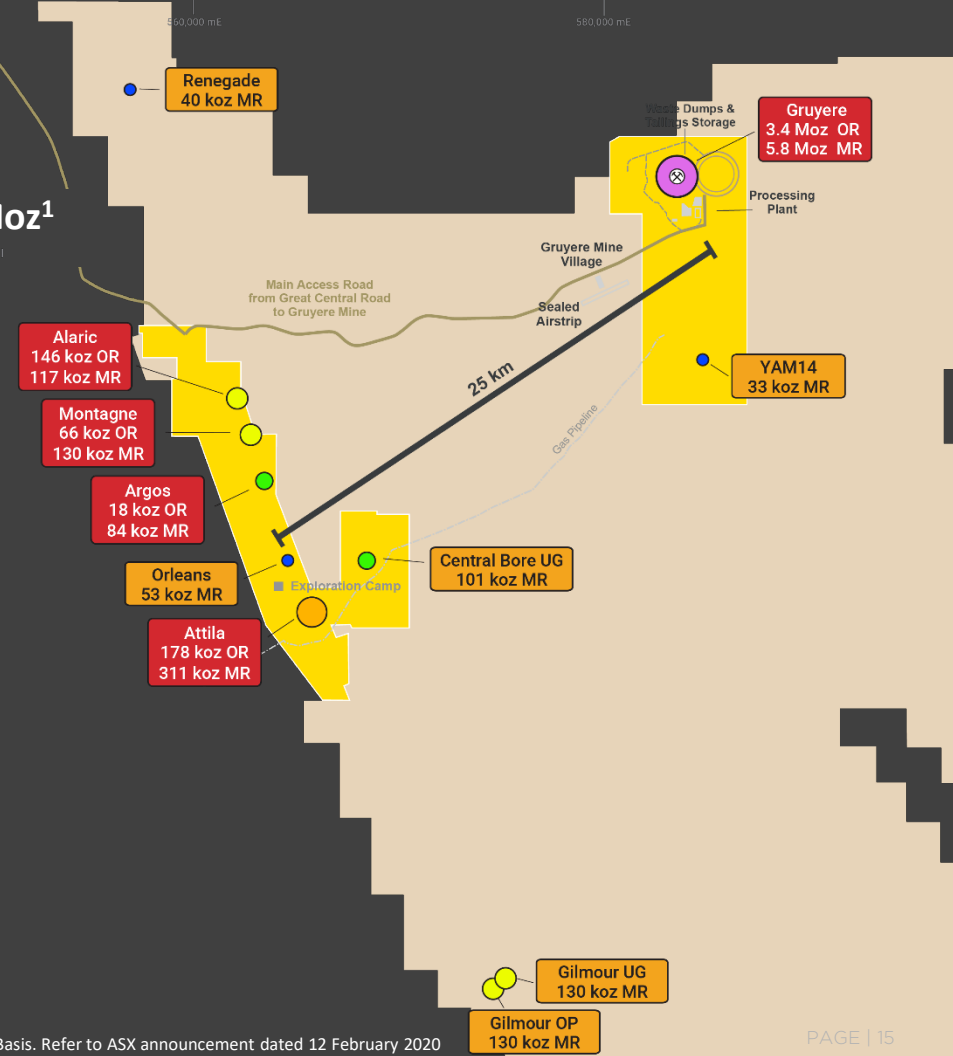 560,000 mE
580,000 mE
Renegade
40 koz MR
Waste Dumps &
Tailings Storage
Gruyere
3.4 Moz OR
5.8 Moz MR
Processing
Plant
Moz¹
Gruyere Mine
Village
Main Access Road
from Great Central Road
to Gruyere Mine
Sealed
Airstrip
Alaric
146 koz OR
117 koz MR
25 km
YAM14
33 koz MR
Montagne
66 koz OR
130 koz MR
Gas Pipeline
Argos
18 koz OR
84 koz MR
Central Bore UG
101 koz MR
Orleans
53 koz MR
Exploration Camp
Attila
178 koz OR
311 koz MR
Gilmour UG
130 koz MR
Gilmour OP
130 koz MR
Basis. Refer to ASX announcement dated 12 February 2020
PAGE | 15